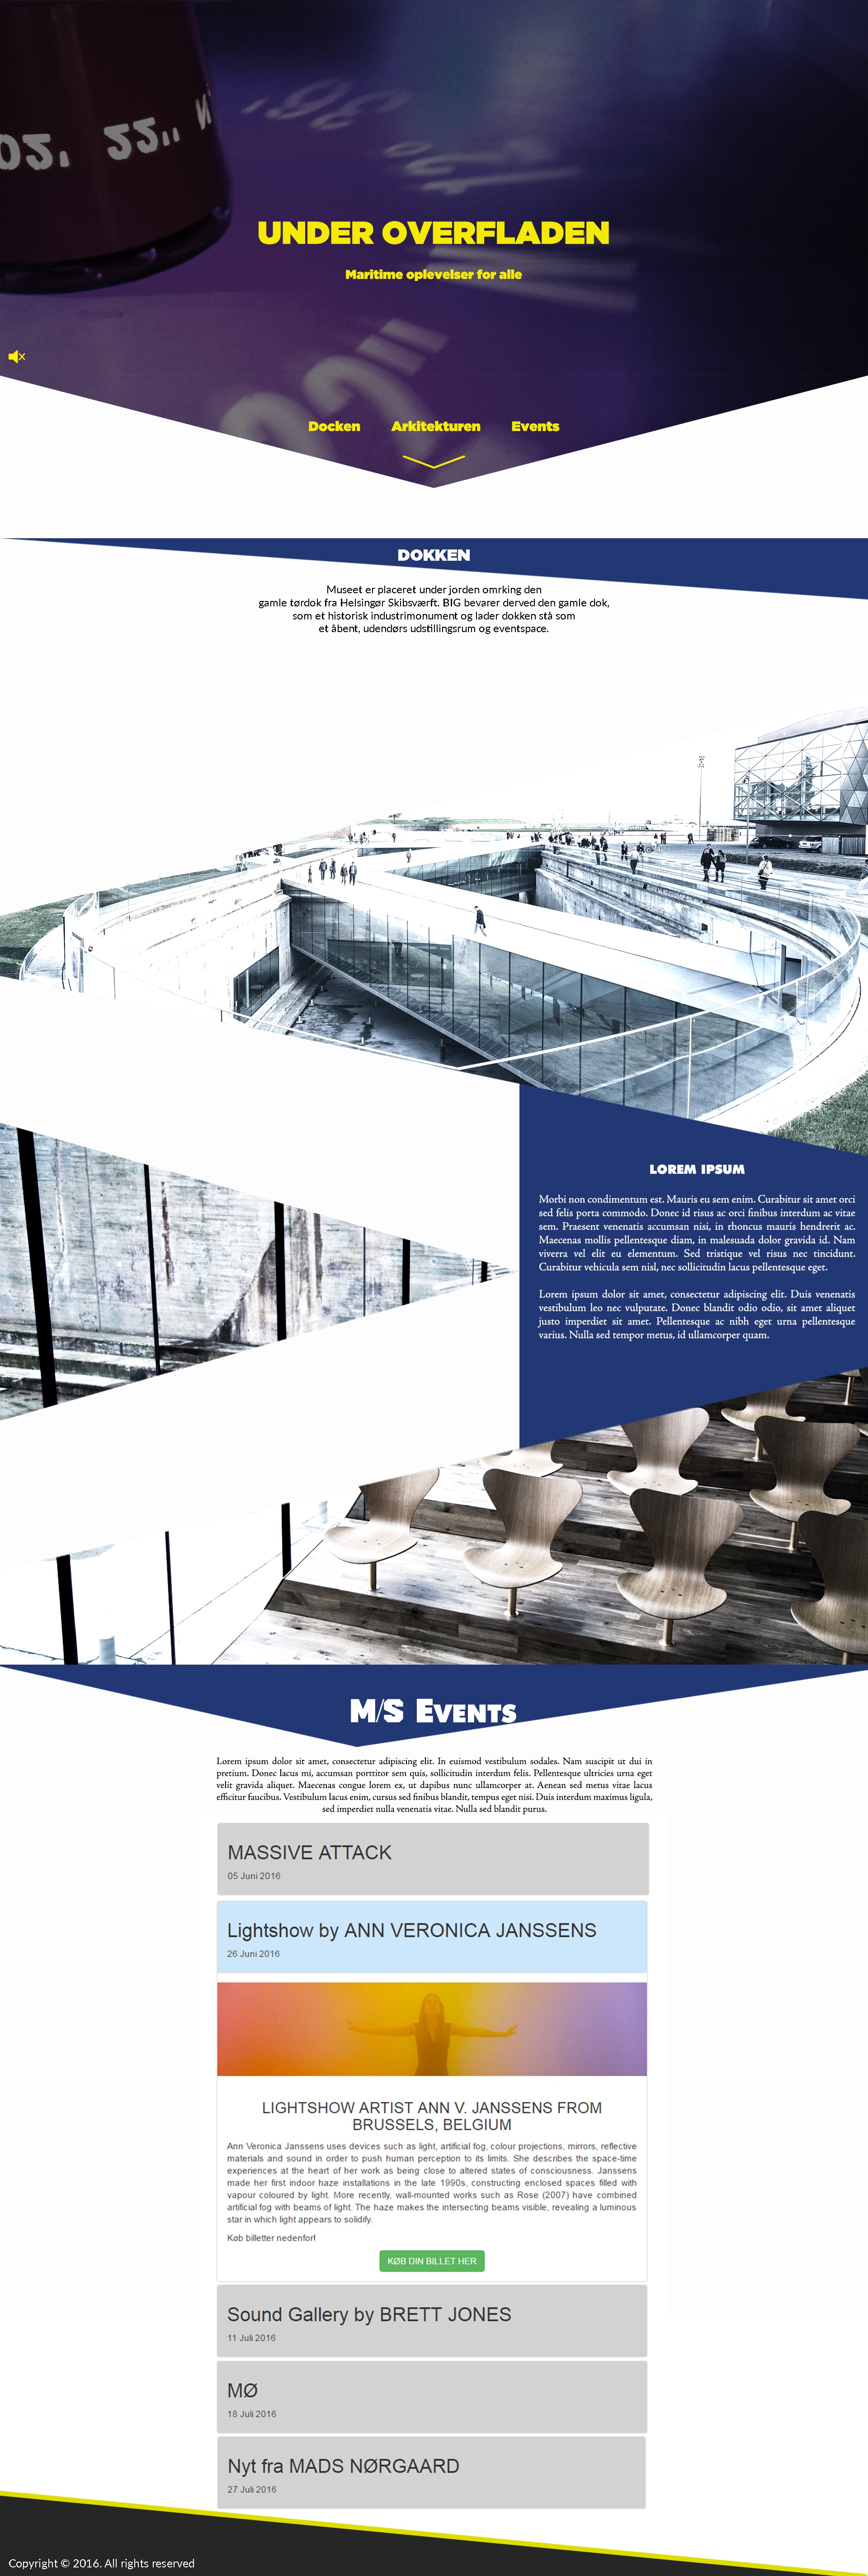 02. 22.. N
UNDER OVERFLADEN
Maritime oplevelser for alle
Docken Arkitekturen Events
DOKKEN
Museet er placeret under jorden omrking den
gamle tørdok fra Helsingør Skibsværft. BIG bevarer derved den gamle dok,
som et historisk industrimonument og lader dokken stå som
et åbent, udendørs udstillingsrum og eventspace.
LOREM IPSUM
Morbi non condimentum est. Mauris eu sem enim. Curabitur sit amet orci
sed felis porta commodo. Donec id risus ac orci finibus interdum ac vitae
sem. Praesent venenatis accumsan nisi, in rhoncus mauris hendrerit ac.
Maecenas mollis pellentesque diam, in malesuada dolor gravida id. Nam
viverra vel elit eu elementum. Sed tristique vel risus nec tincidunt.
Curabitur vehicula sem nisl, nec sollicitudin lacus pellentesque eget.
Lorem ipsum dolor sit amet, consectetur adipiscing elit. Duis venenatis
vestibulum leo nec vulputate. Donec blandit odio odio, sit amet aliquet
justo imperdiet sit amet. Pellentesque ac nibh eget urna pellentesque
varius. Nulla sed tempor metus, id ullamcorper quam.
M/S EVENTS
Lorem ipsum dolor sit amet, consectetur adipiscing elit. In euismod vestibulum sodales. Nam suscipit ut dui in
pretium. Donec lacus mi, accumsan porttitor sem quis, sollicitudin interdum felis. Pellentesque ultricies urna eget
velit gravida aliquet. Maecenas congue lorem ex, ut dapibus nunc ullamcorper at. Aenean sed metus vitae lacus
efficitur faucibus. Vestibulum lacus enim, cursus sed finibus blandit, tempus eget nisi. Duis interdum maximus ligula,
sed imperdiet nulla venenatis vitae. Nulla sed blandit purus.
MASSIVE ATTACK
05 Juni 2016
Lightshow by ANN VERONICA JANSSENS
26 Juni 2016
LIGHTSHOW ARTIST ANN V. JANSSENS FROM
BRUSSELS, BELGIUM
Ann Veronica Janssens uses devices such as light, artificial fog, colour projections, mirrors, reflective
materials and sound in order to push human perception to its limits. She describes the space-time
experiences at the heart of her work as being close to altered states of consciousness. Janssens
made her first indoor haze installations in the late 1990s, constructing enclosed spaces filled with
vapour coloured by light. More recently, wall-mounted works such as Rose (2007) have combined
artificial fog with beams of light. The haze makes the intersecting beams visible, revealing a luminous
star in which light appears to solidify.
Køb billetter nedenfor!
KØB DIN BILLET HER
Sound Gallery by BRETT JONES
11 Juli 2016
MØ
18 Juli 2016
Nyt fra MADS NØRGAARD
27 Juli 2016
Copyright © 2016. All rights reserved